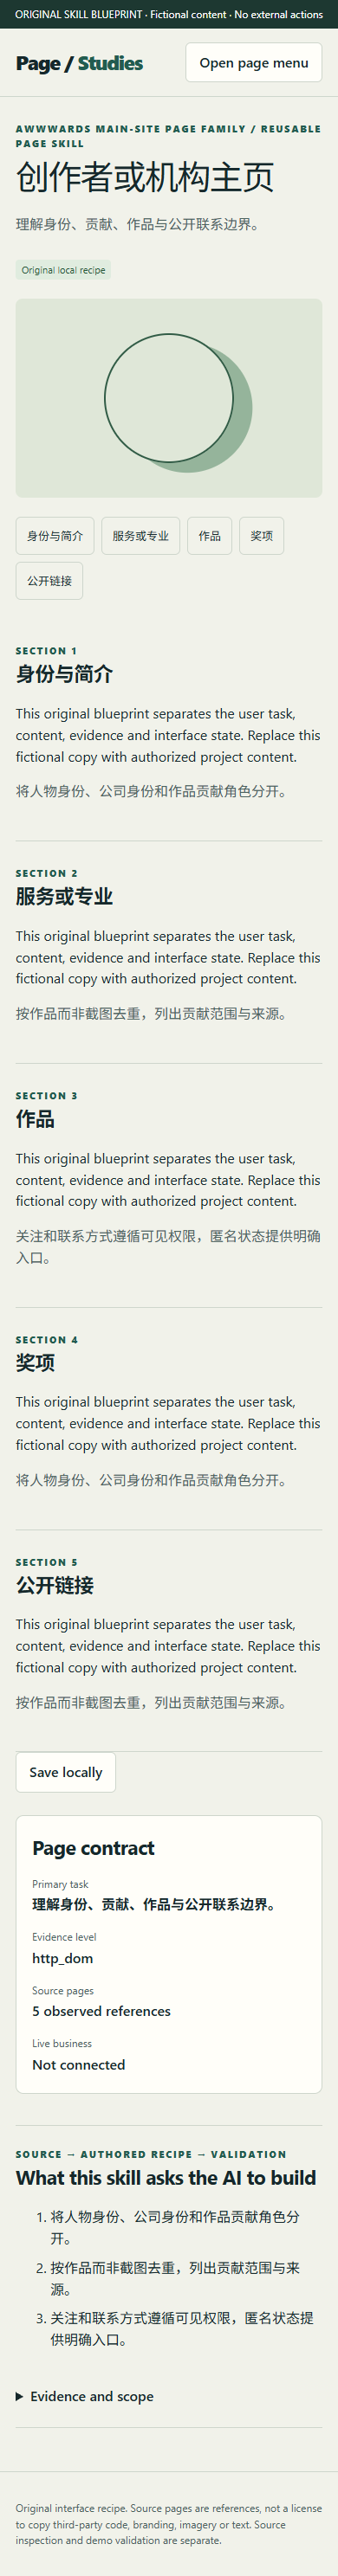 ORIGINAL SKILL BLUEPRINT · Fictional content · No external actions
Page / Studies
Open page menu
AWWWARDS MAIN-SITE PAGE FAMILY / REUSABLE
PAGE SKILL
创作者或机构主页
理解身份、贡献、作品与公开联系边界。
Original local recipe
身份与简介
服务或专业
作品
奖项
公开链接
SECTION 1
身份与简介
This original blueprint separates the user task,
content, evidence and interface state. Replace this
fictional copy with authorized project content.
将人物身份、公司身份和作品贡献角色分开。
SECTION 2
服务或专业
This original blueprint separates the user task,
content, evidence and interface state. Replace this
fictional copy with authorized project content.
按作品而非截图去重，列出贡献范围与来源。
SECTION 3
作品
This original blueprint separates the user task,
content, evidence and interface state. Replace this
fictional copy with authorized project content.
关注和联系方式遵循可见权限，匿名状态提供明确
入口。
SECTION 4
奖项
This original blueprint separates the user task,
content, evidence and interface state. Replace this
fictional copy with authorized project content.
将人物身份、公司身份和作品贡献角色分开。
SECTION 5
公开链接
This original blueprint separates the user task,
content, evidence and interface state. Replace this
fictional copy with authorized project content.
按作品而非截图去重，列出贡献范围与来源。
Save locally
Page contract
Primary task
理解身份、贡献、作品与公开联系边界。
Evidence level
http_dom
Source pages
5 observed references
Live business
Not connected
SOURCE → AUTHORED RECIPE → VALIDATION
What this skill asks the AI to build
1. 将人物身份、公司身份和作品贡献角色分
开。
2. 按作品而非截图去重，列出贡献范围与来
源。
3. 关注和联系方式遵循可见权限，匿名状态提
供明确入口。
▶ Evidence and scope
Original interface recipe. Source pages are references, not a license
to copy third-party code, branding, imagery or text. Source
inspection and demo validation are separate.